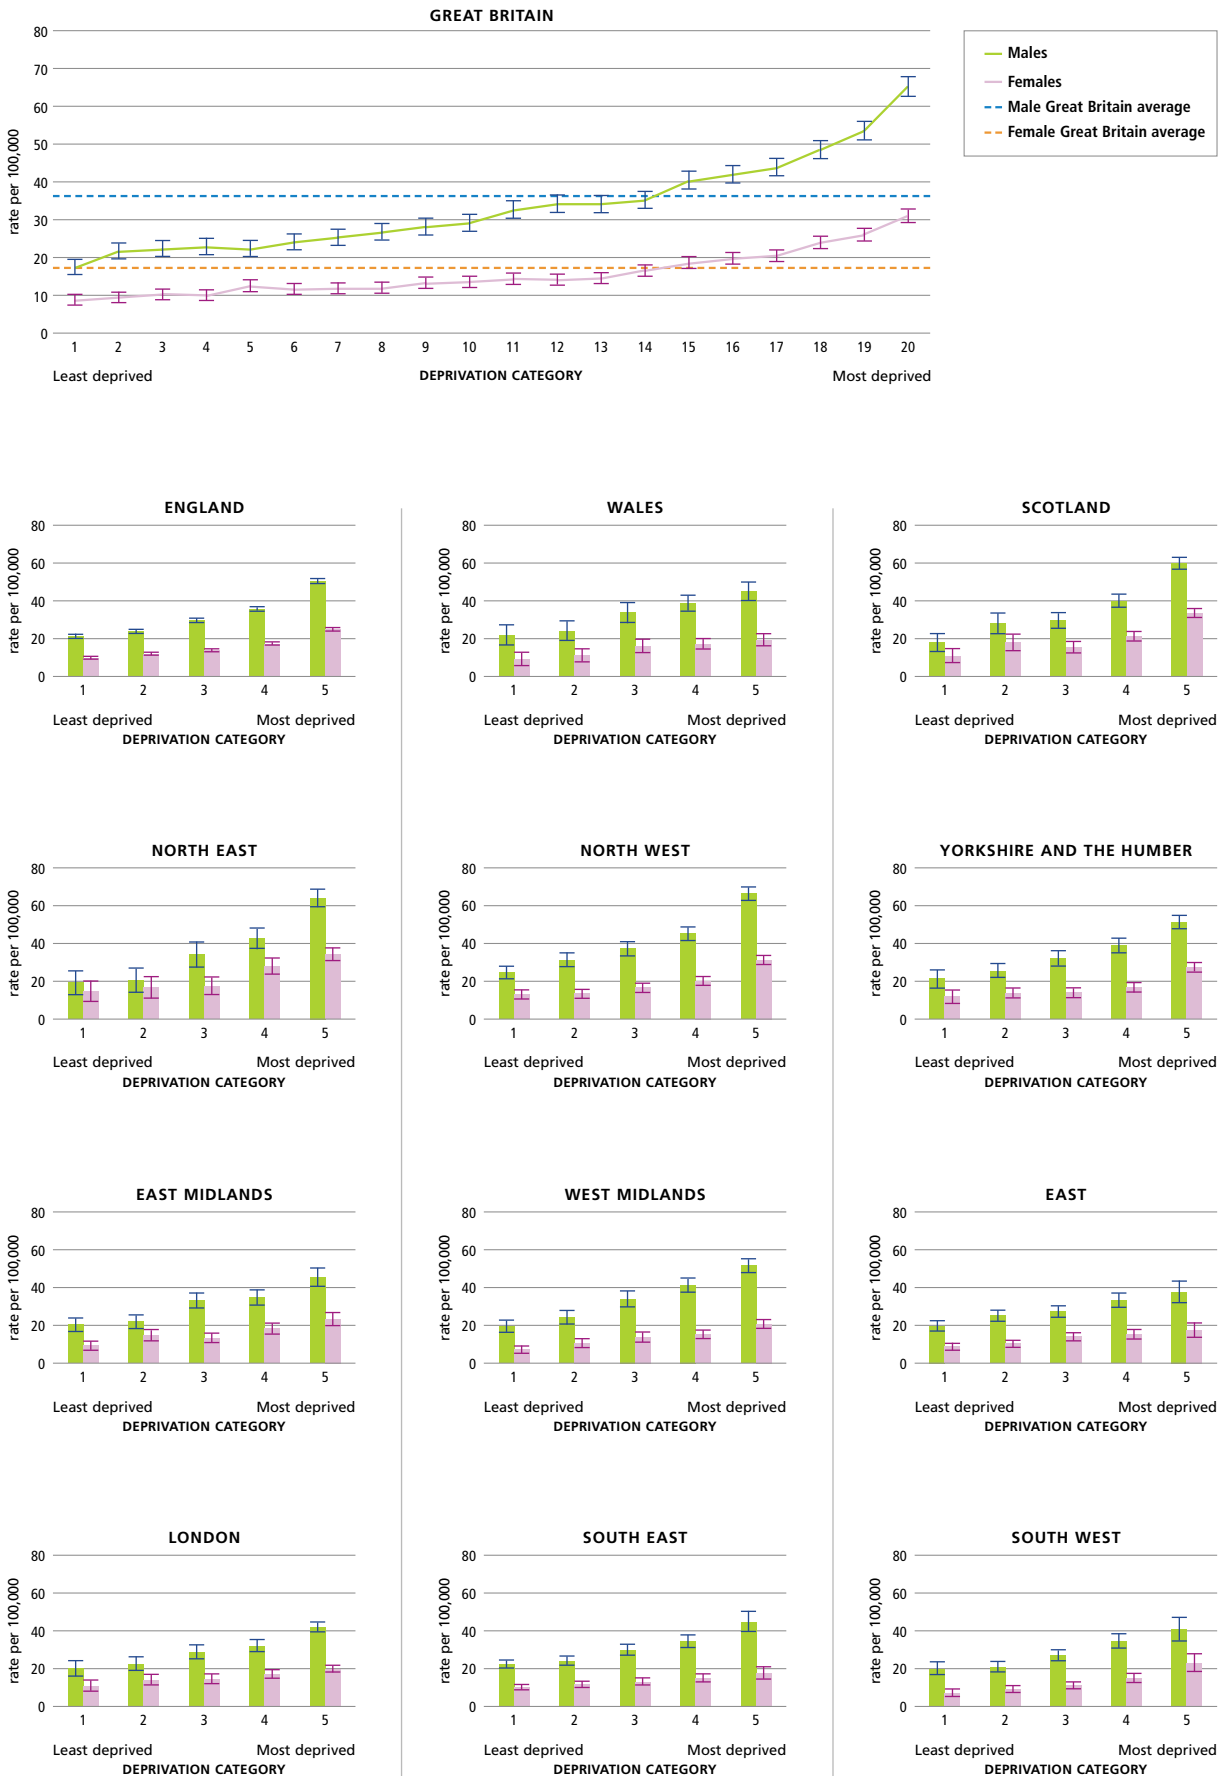 GREAT BRITAIN
80
70
60
50
40
30
20
10
0
rate per 100,000
1 2 3 4 5 6 7 8 9 10 11 12 13 14 15 16 17 18 19 20
Least deprived DEPRIVATION CATEGORY Most deprived
Males
Females
Male Great Britain average
Female Great Britain average
ENGLAND
80
60
40
20
0
rate per 100,000
1 2 3 4 5
Least deprived Most deprived
DEPRIVATION CATEGORY
WALES
80
60
40
20
0
rate per 100,000
1 2 3 4 5
Least deprived Most deprived
DEPRIVATION CATEGORY
SCOTLAND
80
60
40
20
0
rate per 100,000
1 2 3 4 5
Least deprived Most deprived
DEPRIVATION CATEGORY
NORTH EAST
80
60
40
20
0
rate per 100,000
1 2 3 4 5
Least deprived Most deprived
DEPRIVATION CATEGORY
NORTH WEST
80
60
40
20
0
rate per 100,000
1 2 3 4 5
Least deprived Most deprived
DEPRIVATION CATEGORY
YORKSHIRE AND THE HUMBER
80
60
40
20
0
rate per 100,000
1 2 3 4 5
Least deprived Most deprived
DEPRIVATION CATEGORY
EAST MIDLANDS
80
60
40
20
0
rate per 100,000
1 2 3 4 5
Least deprived Most deprived
DEPRIVATION CATEGORY
WEST MIDLANDS
80
60
40
20
0
rate per 100,000
1 2 3 4 5
Least deprived Most deprived
DEPRIVATION CATEGORY
EAST
80
60
40
20
0
rate per 100,000
1 2 3 4 5
Least deprived Most deprived
DEPRIVATION CATEGORY
LONDON
80
60
40
20
0
rate per 100,000
1 2 3 4 5
Least deprived Most deprived
DEPRIVATION CATEGORY
SOUTH EAST
80
60
40
20
0
rate per 100,000
1 2 3 4 5
Least deprived Most deprived
DEPRIVATION CATEGORY
SOUTH WEST
80
60
40
20
0
rate per 100,000
1 2 3 4 5
Least deprived Most deprived
DEPRIVATION CATEGORY